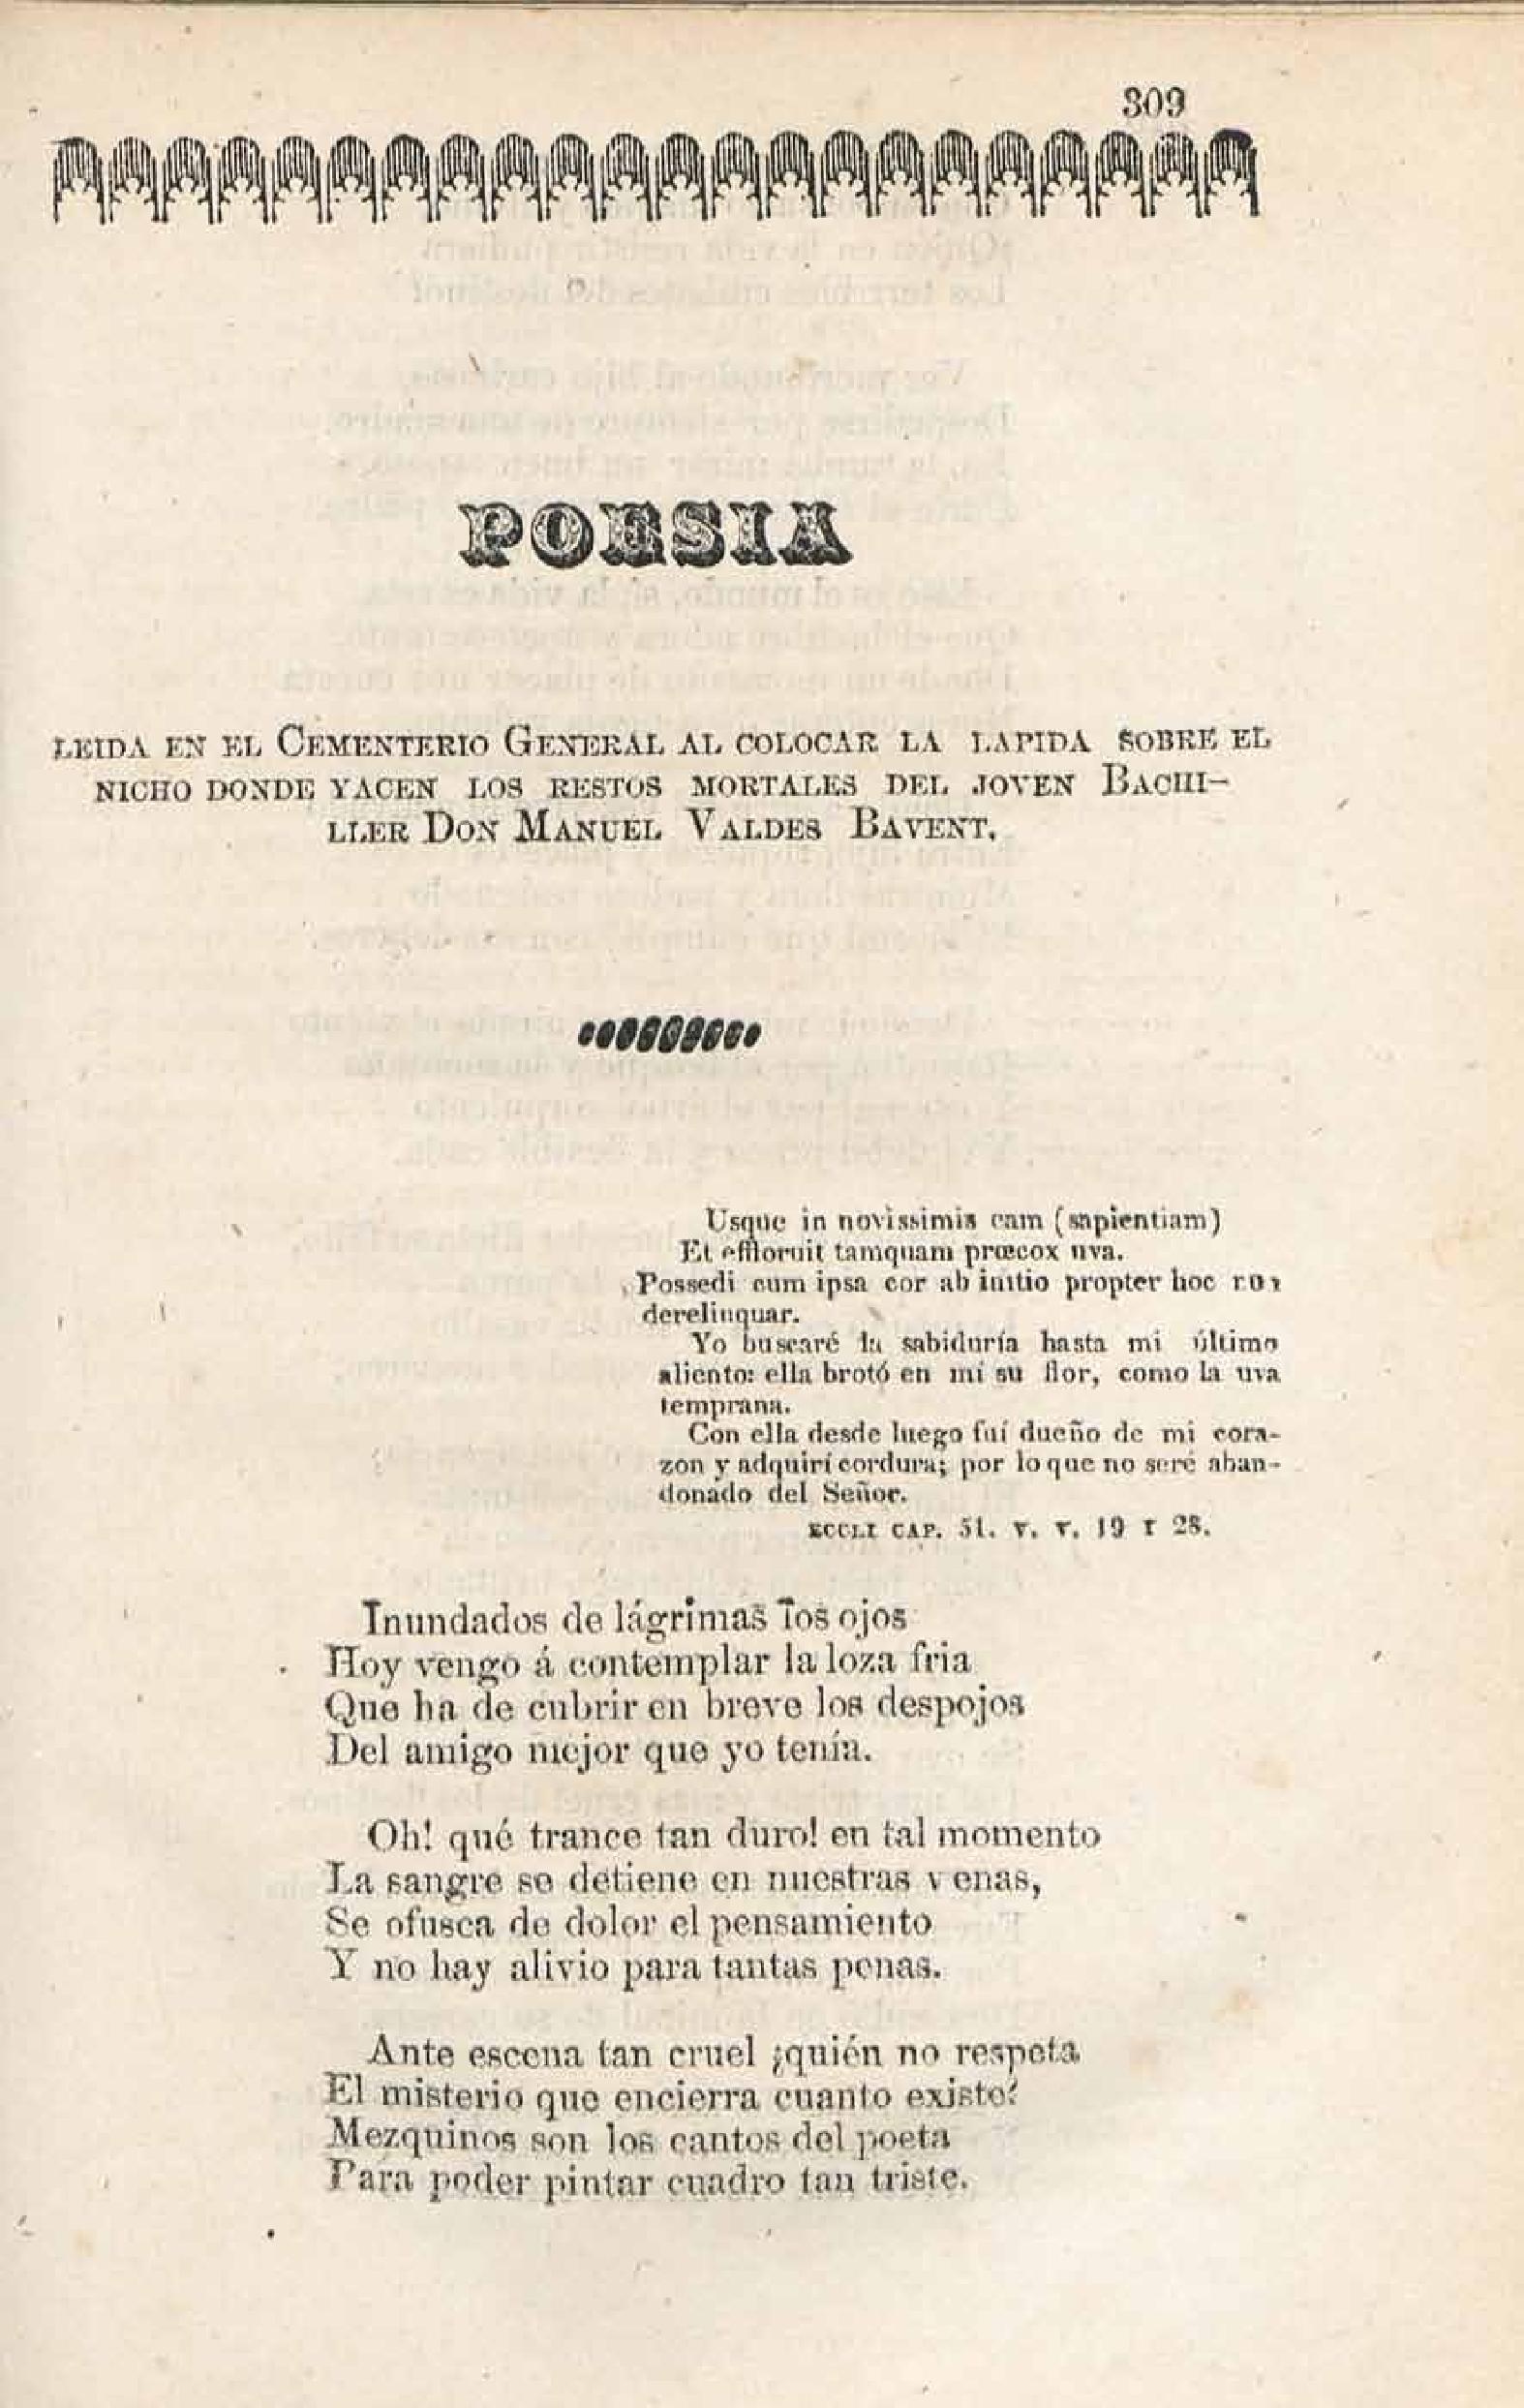 309
POESIA
LEIDA EN EL CEMENTERIO GENERAL AL COLOCAR LA LAPIDA SOBRE EL
NICHO DONDE YACEN LOS RESTOS MORTALES DEL JOVEN BACHI-
LLER DON MANUEL VALDES BAVENT.
Usque in novissimis eam (sapientiam)
Et effloruit tamquam præcox uva.
Possedi cum ipsa cor ab initio propter hoc non
derelinquar.
Yo buscaré la sabiduría hasta mi último
aliento: ella brotó en mí su flor, como la uva
temprana.
Con ella desde luego fuí dueño de mi cora-
zon y adquirí cordura; por lo que no seré aban-
donado del Señor.
ECCLI CAP. 51. V. V. 19 Y 28.
Inundados de lágrimas los ojos
Hoy vengo á contemplar la loza fria
Que ha de cubrir en breve los despojos
Del amigo mejor que yo tenía.
Oh! qué trance tan duro! en tal momento
La sangre se detiene en nuestras venas,
Se ofusca de dolor el pensamiento
Y no hay alivio para tantas penas.
Ante escena tan cruel ¿quién no respeta
El misterio que encierra cuanto existe?
Mezquinos son los cantos del poeta
Para poder pintar cuadro tan triste.